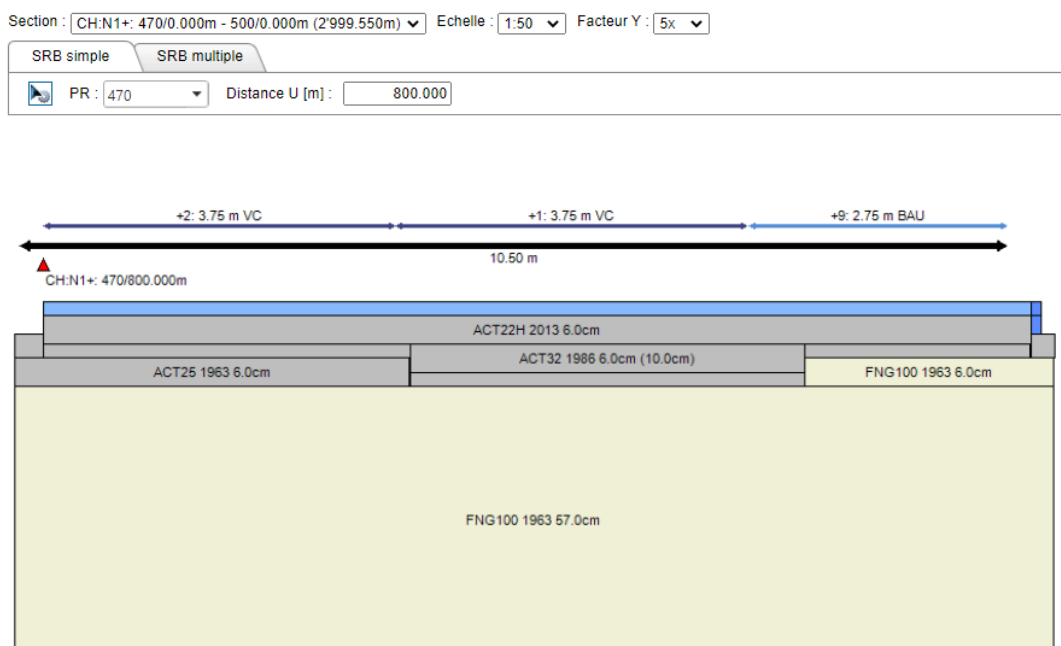 Section : CH:N1+: 470/0.000m - 500/0.000m (2'999.550m) Echelle : 1:50 Facteur Y : 5x
SRB simple SRB multiple
PR : 470 Distance U [m] : 800.000
+2: 3.75 m VC +1: 3.75 m VC +9: 2.75 m BAU
10.50 m
CH:N1+: 470/800.000m
ACT22H 2013 6.0cm
ACT32 1986 6.0cm (10.0cm)
ACT25 1963 6.0cm FNG100 1963 6.0cm
FNG100 1963 57.0cm